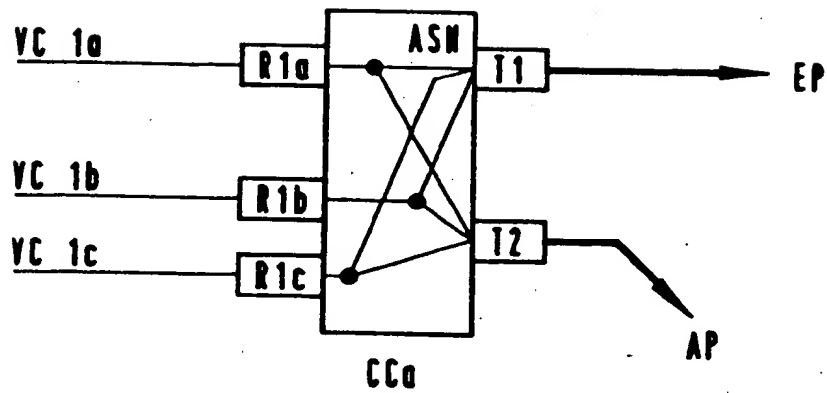 VC 1a
R1a
ASN
T1
EP
VC 1b
R1b
VC 1c
R1c
T2
AP
CCa